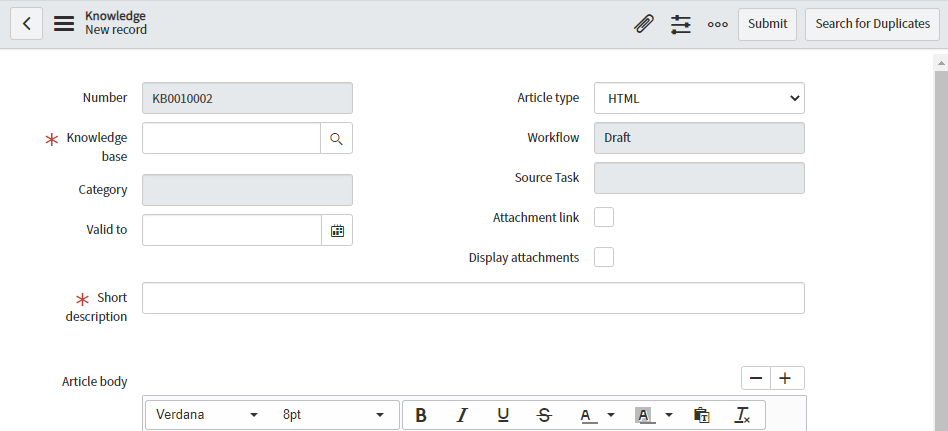 Knowledge
New record
Submit
Search for Duplicates
Number
KB0010002
Article type
HTML
Knowledge
base
Workflow
Draft
Category
Source Task
Valid to
Attachment link
Display attachments
Short
description
Article body
Verdana
8pt
B I U S A A Tx